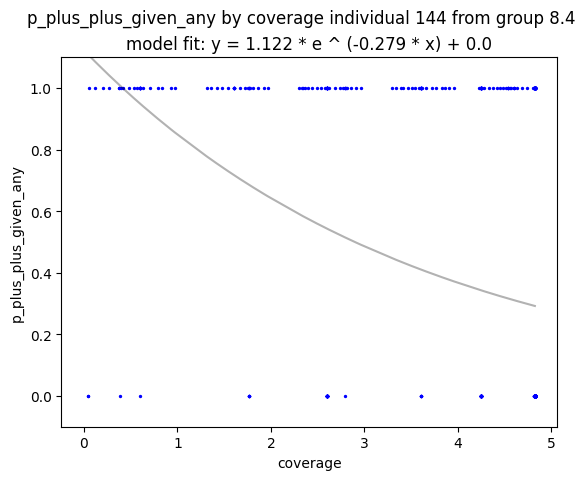 p_plus_plus_given_any by coverage individual 144 from group 8.4
model fit: y = 1.122 * e ^ (-0.279 * x) + 0.0
1.0
0.8
0.6
0.4
0.2
0.0
p_plus_plus_given_any
0 1 2 3 4 5
coverage